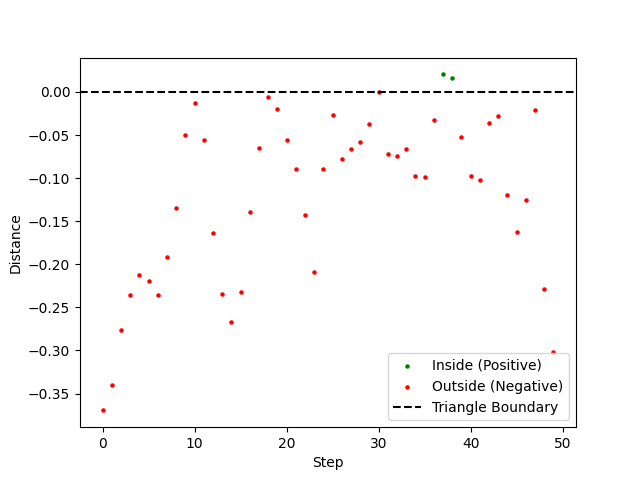 0.00
−0.05
−0.10
−0.15
−0.20
−0.25
−0.30
−0.35
Distance
0
10
20
30
40
50
Step
Inside (Positive)
Outside (Negative)
Triangle Boundary